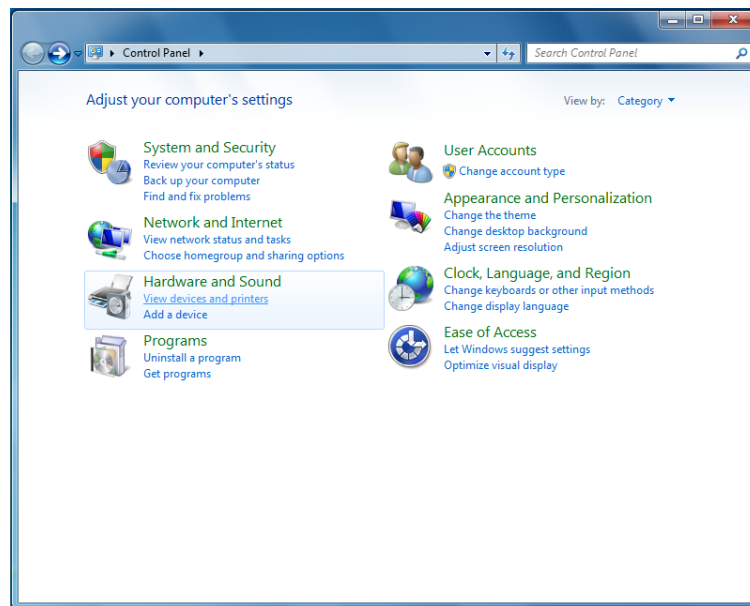 Control Panel
Search Control Panel
Adjust your computer's settings
View by: Category
System and Security
Review your computer's status
Back up your computer
Find and fix problems
Network and Internet
View network status and tasks
Choose homegroup and sharing options
Hardware and Sound
View devices and printers
Add a device
Programs
Uninstall a program
Get programs
User Accounts
Change account type
Appearance and Personalization
Change the theme
Change desktop background
Adjust screen resolution
Clock, Language, and Region
Change keyboards or other input methods
Change display language
Ease of Access
Let Windows suggest settings
Optimize visual display